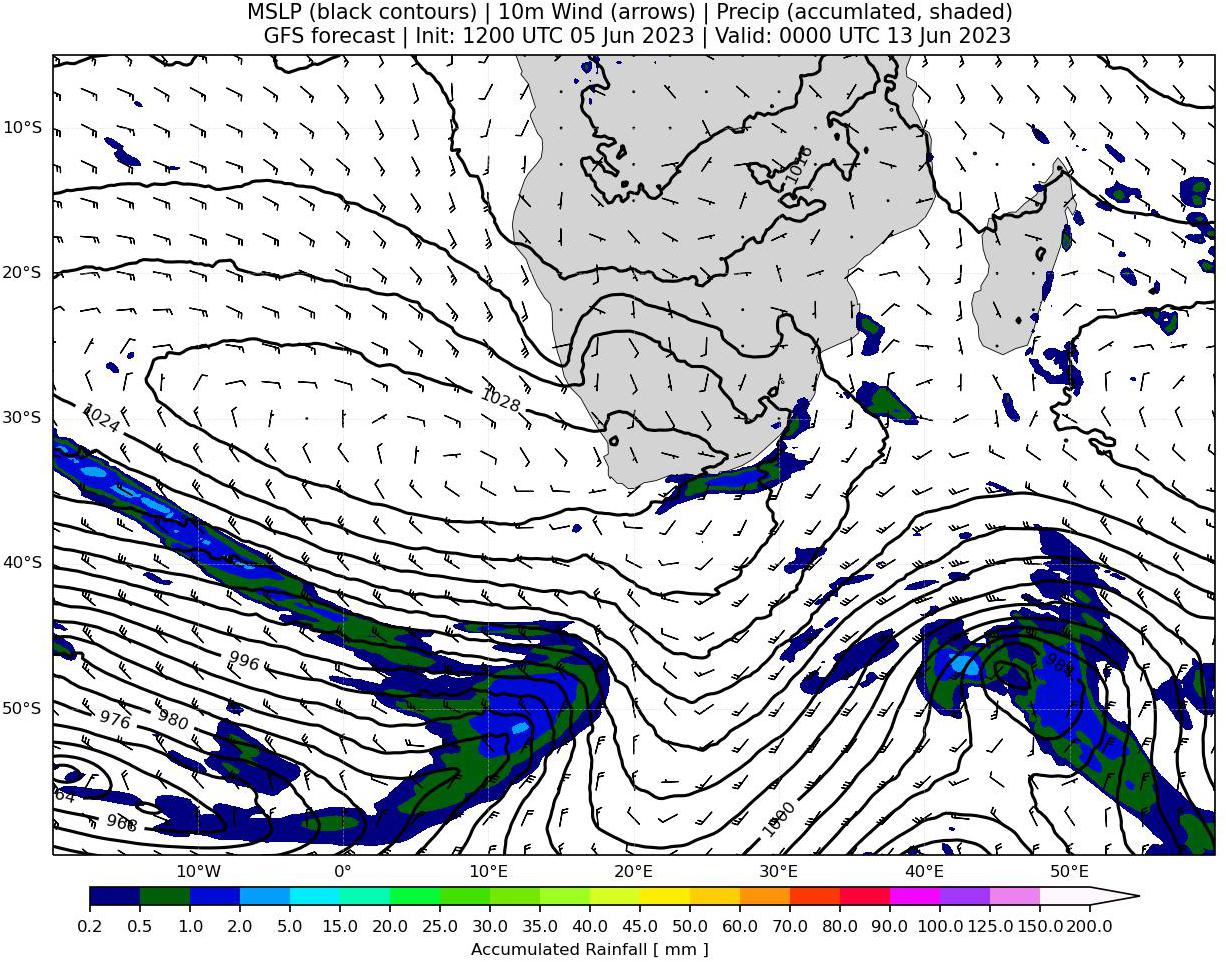 MSLP (black contours) | 10m Wind (arrows) | Precip (accumlated, shaded)
GFS forecast | Init: 1200 UTC 05 Jun 2023 | Valid: 0000 UTC 13 Jun 2023
10°S
1016
20°S
1028
30°S
1024
40°S
996
984
50°S
976
980
64
968
1000
10°W
0°
10°E
20°E
30°E
40°E
50°E
0.2 0.5 1.0 2.0 5.0 10.0 15.0 20.0 25.0 30.0 35.0 40.0 45.0 50.0 60.0 70.0 80.0 90.0 100.0 125.0 150.0 200.0
Accumulated Rainfall [ mm ]